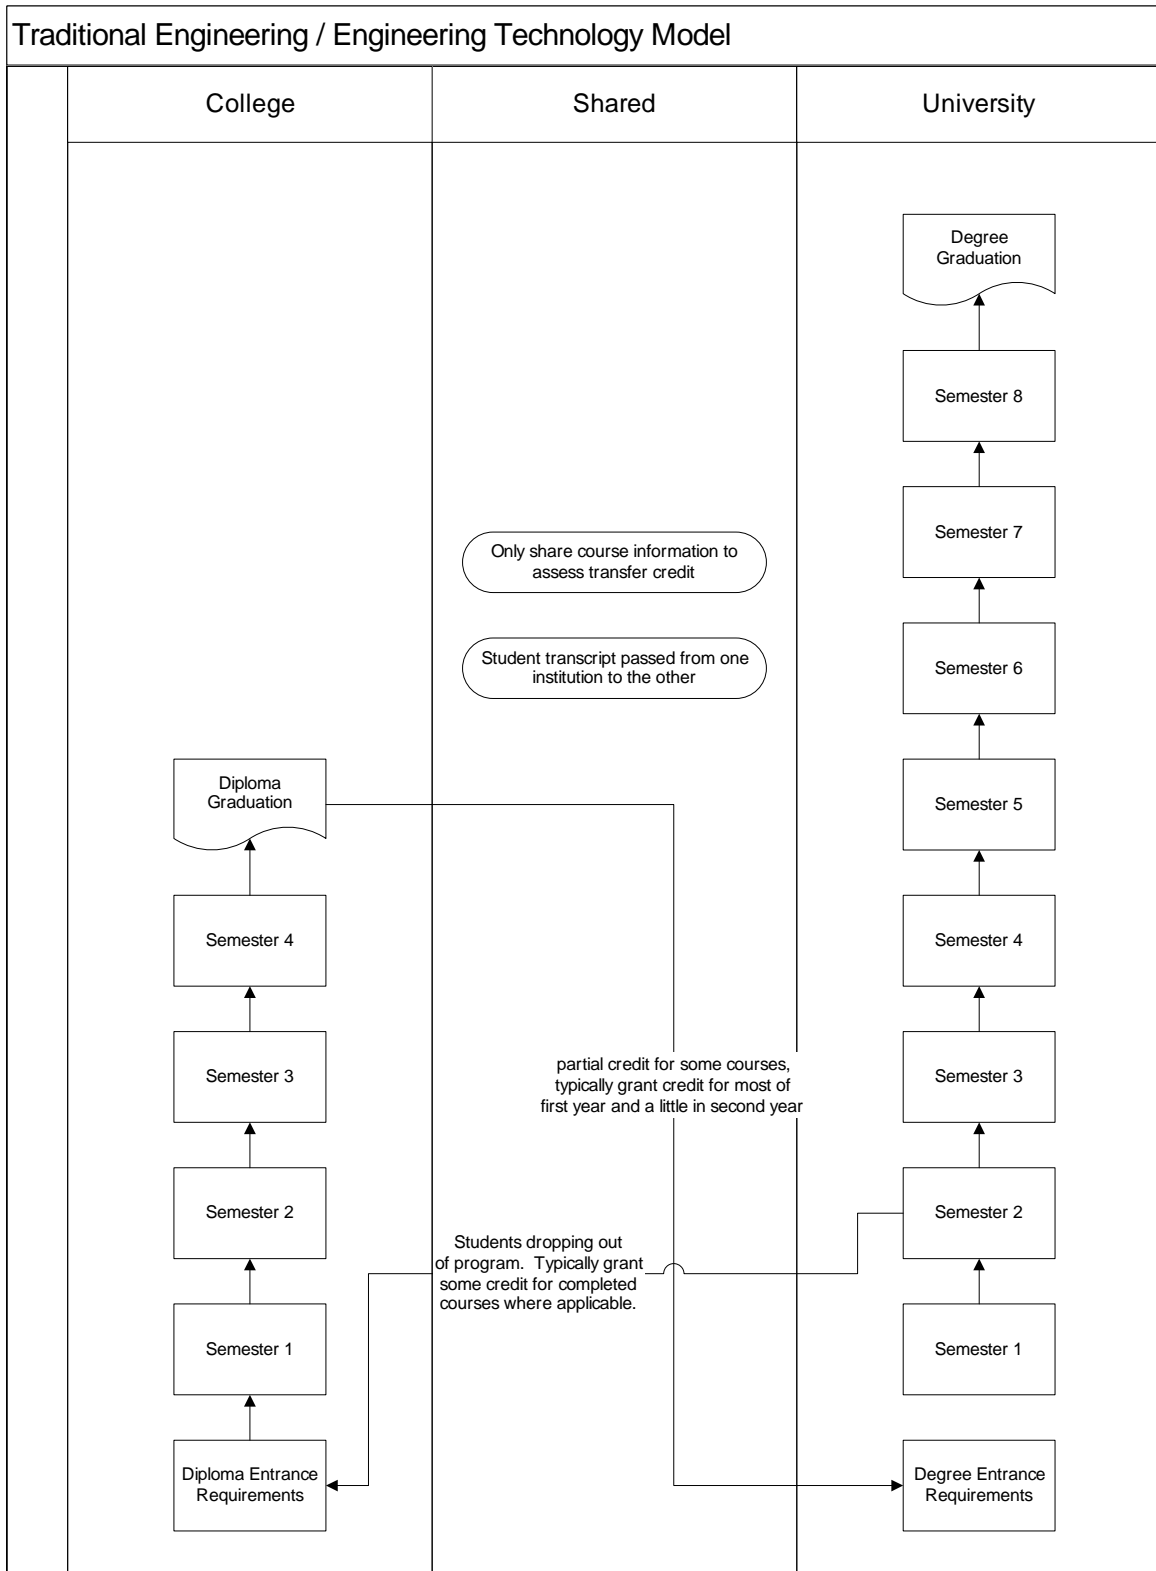 Traditional Engineering / Engineering Technology Model
College
Shared
University
Degree
Graduation
Semester 8
Semester 7
Only share course information to
assess transfer credit
Semester 6
Student transcript passed from one
institution to the other
Semester 5
Diploma
Graduation
Semester 4
Semester 4
Semester 3
partial credit for some courses,
typically grant credit for most of
first year and a little in second year
Semester 3
Semester 2
Semester 2
Students dropping out
of program.  Typically grant
some credit for completed
courses where applicable.
Semester 1
Semester 1
Diploma Entrance
Requirements
Degree Entrance
Requirements